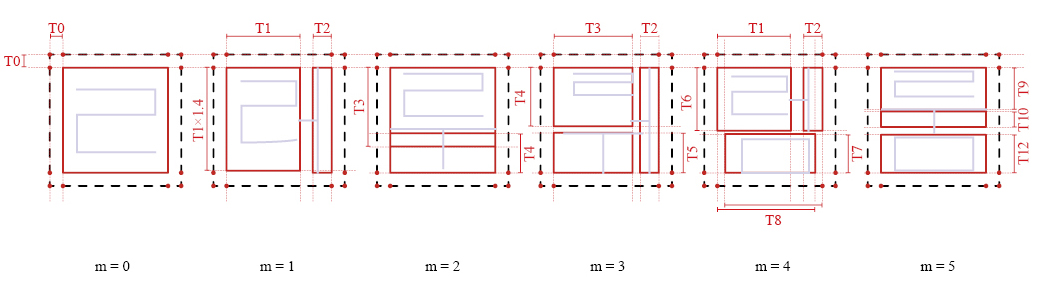 T0 T1 T2 T3 T2 T1 T2
T0
T1×1.4
T3
T4
T4
T5
T6
T7
T8
T9
T10
T12
m = 0 m = 1 m = 2 m = 3 m = 4 m = 5